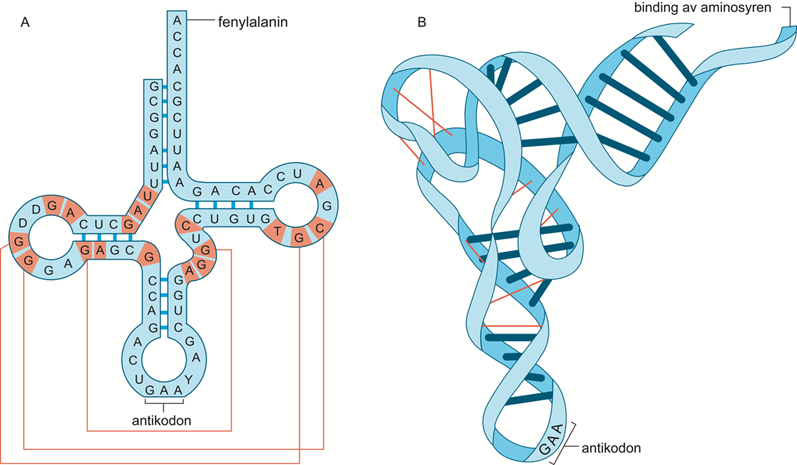 A
B
fenylalanin
binding av aminosyren
A
C
C
A
C
G
C
U
U
A
A
G
C
G
G
A
U
U
U
A
G C U C A G D D
G G G A G A G C G
G A C A C C U A G C
G T G U G U C C
U
G
G
A
C
C
A
G
A
C
U
G A A
Y
A
G
C
U
G
G
antikodon
GAA
antikodon